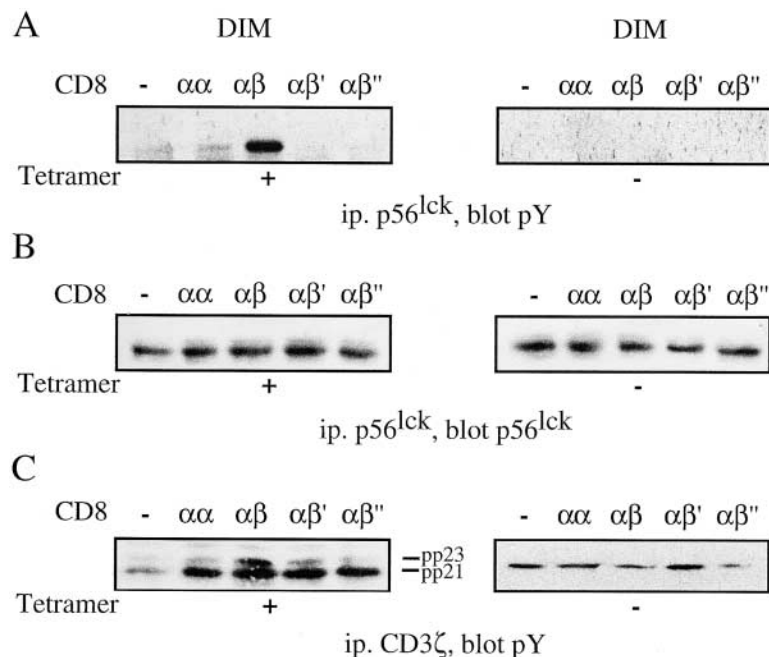 A
DIM DIM
CD8 - αα αβ αβ' αβ" - αα αβ αβ' αβ"
Tetramer + -
ip. p56lck, blot pY
B
CD8 - αα αβ αβ' αβ" - αα αβ αβ' αβ"
Tetramer + -
ip. p56lck, blot p56lck
C
CD8 - αα αβ αβ' αβ" - αα αβ αβ' αβ"
pp23
pp21
Tetramer + -
ip. CD3ζ, blot pY